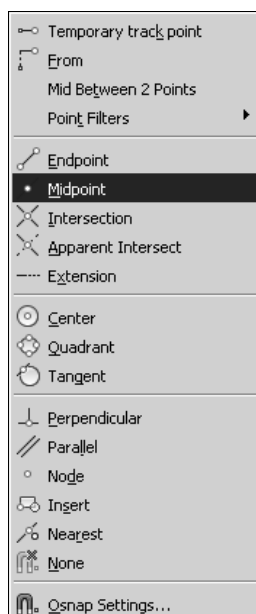 Temporary track point
From
Mid Between 2 Points
Point Filters
Endpoint
Midpoint
Intersection
Apparent Intersect
Extension
Center
Quadrant
Tangent
Perpendicular
Parallel
Node
Insert
Nearest
None
Osnap Settings...